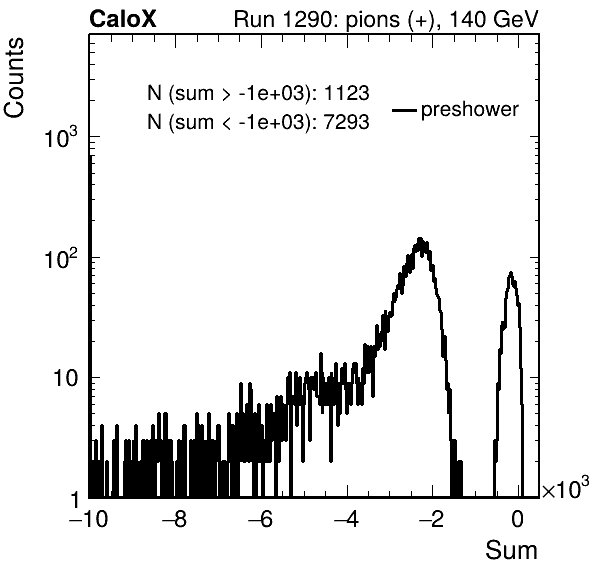 CaloX Run 1290: pions (+), 140 GeV
Counts
N (sum > -1e+03): 1123
N (sum < -1e+03): 7293
preshower
10³
10²
10
1
−10 −8 −6 −4 −2 0
×10³
Sum